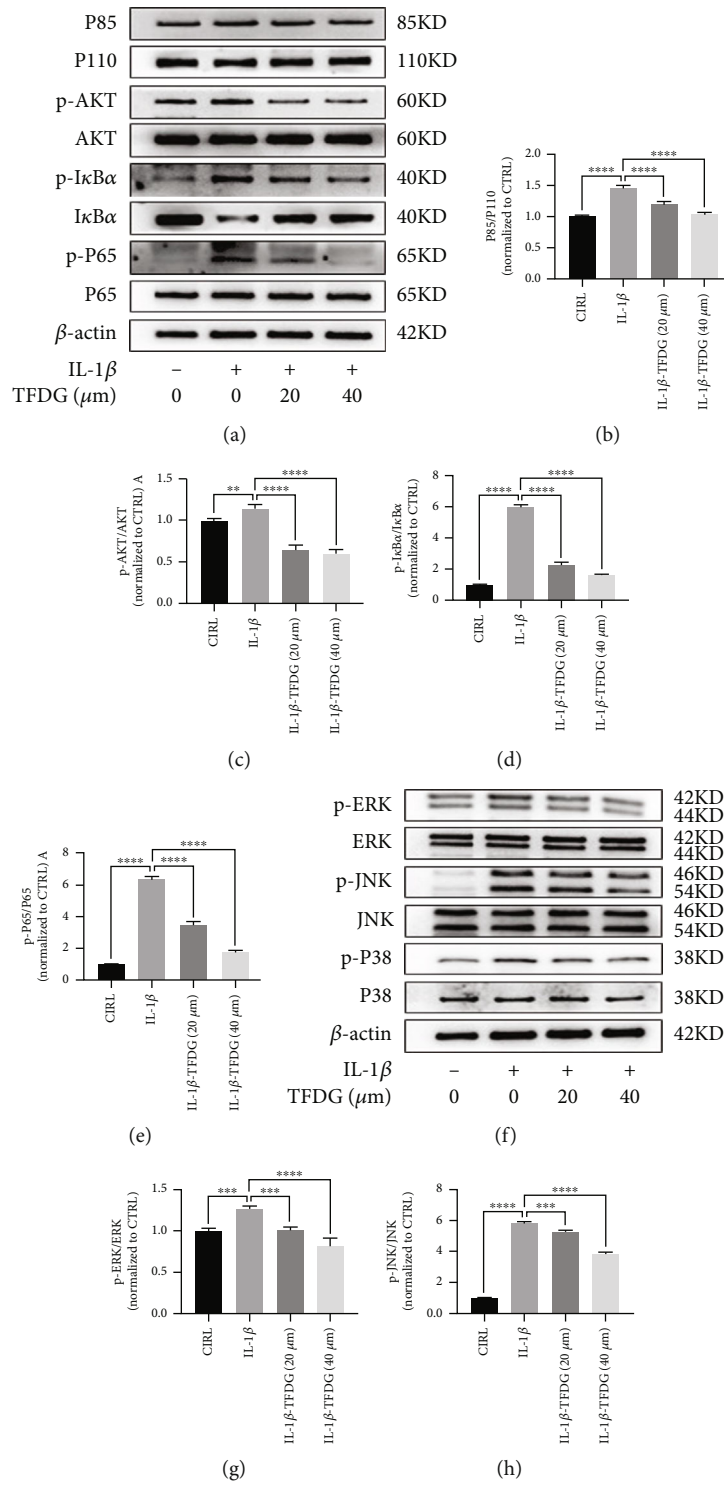 P85 85KD
P110 110KD
p-AKT 60KD
AKT 60KD
p-IκBα 40KD
IκBα 40KD
p-P65 65KD
P65 65KD
β-actin 42KD
IL-1β – + + +
TFDG (μm) 0 0 20 40
(a)
P85/P110
(normalized to CTRL)
2.0
1.5
1.0
0.5
0.0
**** **** ****
CIRL
IL-1β
IL-1β-TFDG (20 μm)
IL-1β-TFDG (40 μm)
(b)
p-AKT/AKT
(normalized to CTRL) A
1.5
1.0
0.5
0.0
** **** ****
CIRL
IL-1β
IL-1β-TFDG (20 μm)
IL-1β-TFDG (40 μm)
(c)
p-IκBα/IκBα
(normalized to CTRL)
8
6
4
2
0
**** **** ****
CIRL
IL-1β
IL-1β-TFDG (20 μm)
IL-1β-TFDG (40 μm)
(d)
p-P65/P65
(normalized to CTRL) A
8
6
4
2
0
**** **** ****
CIRL
IL-1β
IL-1β-TFDG (20 μm)
IL-1β-TFDG (40 μm)
(e)
p-ERK 42KD
44KD
ERK 42KD
44KD
p-JNK 46KD
54KD
JNK 46KD
54KD
p-P38 38KD
P38 38KD
β-actin 42KD
IL-1β – + + +
TFDG (μm) 0 0 20 40
(f)
p-ERK/ERK
(normalized to CTRL)
1.5
1.0
0.5
0.0
*** *** ****
CIRL
IL-1β
IL-1β-TFDG (20 μm)
IL-1β-TFDG (40 μm)
(g)
p-JNK/JNK
(normalized to CTRL)
8
6
4
2
0.0
**** *** ****
CIRL
IL-1β
IL-1β-TFDG (20 μm)
IL-1β-TFDG (40 μm)
(h)